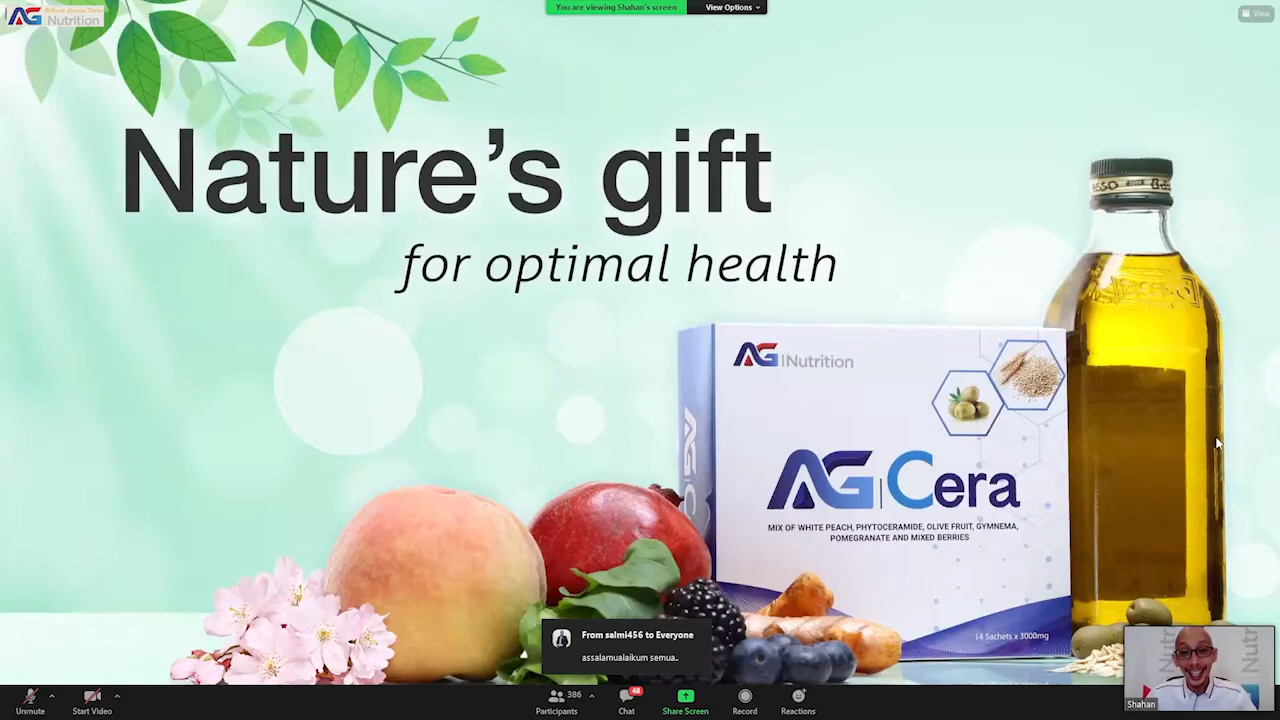 AG Nutrition
You are viewing Shahan's screen
View Options
View
Nature's gift
for optimal health
AG | Nutrition
AG | Cera
MIX OF WHITE PEACH, PHYTOCERAMIDE, OLIVE FRUIT, GYMNEMA,
POMEGRANATE AND MIXED BERRIES
14 Sachets x 3000mg
From salmi456 to Everyone
assalamualaikum semua..
Shahan
Unmute
Start Video
386
Participants
48
Chat
Share Screen
Record
Reactions